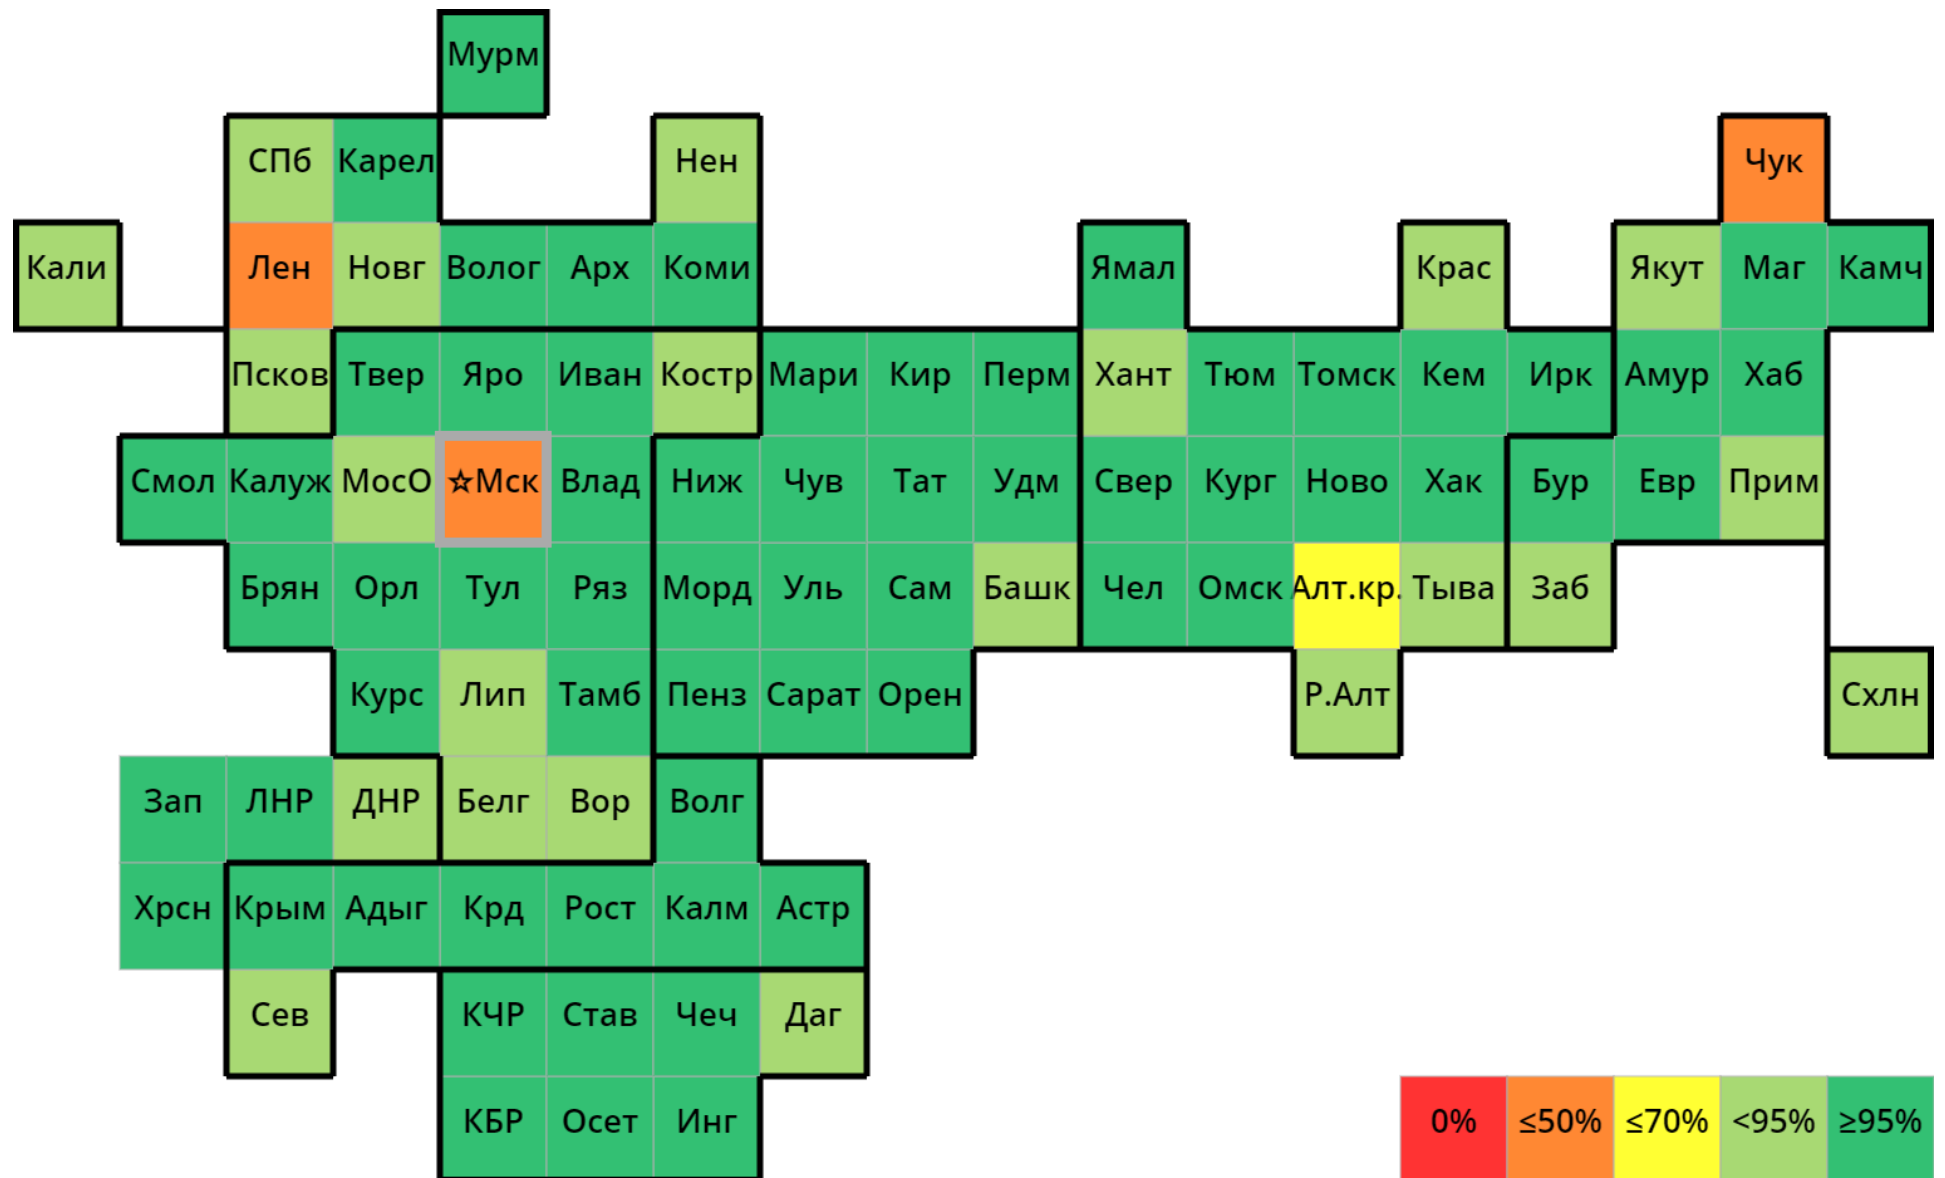 Мурм
СПб Карел Нен Чук
Кали Лен Новг Волог Арх Коми Ямал Крас Якут Маг Камч
Псков Твер Яро Иван Костр Мари Кир Перм Хант Тюм Томск Кем Ирк Амур Хаб
Смол Калуж МосО ☆Мск Влад Ниж Чув Тат Удм Свер Кург Ново Хак Бур Евр Прим
Брян Орл Тул Ряз Морд Уль Сам Башк Чел Омск Алт.кр. Тыва Заб
Курс Лип Тамб Пенз Сарат Орен Р.Алт Схлн
Зап ЛНР ДНР Белг Вор Волг
Хрсн Крым Адыг Крд Рост Калм Астр
Сев КЧР Став Чеч Даг
КБР Осет Инг 0% ≤50% ≤70% <95% ≥95%